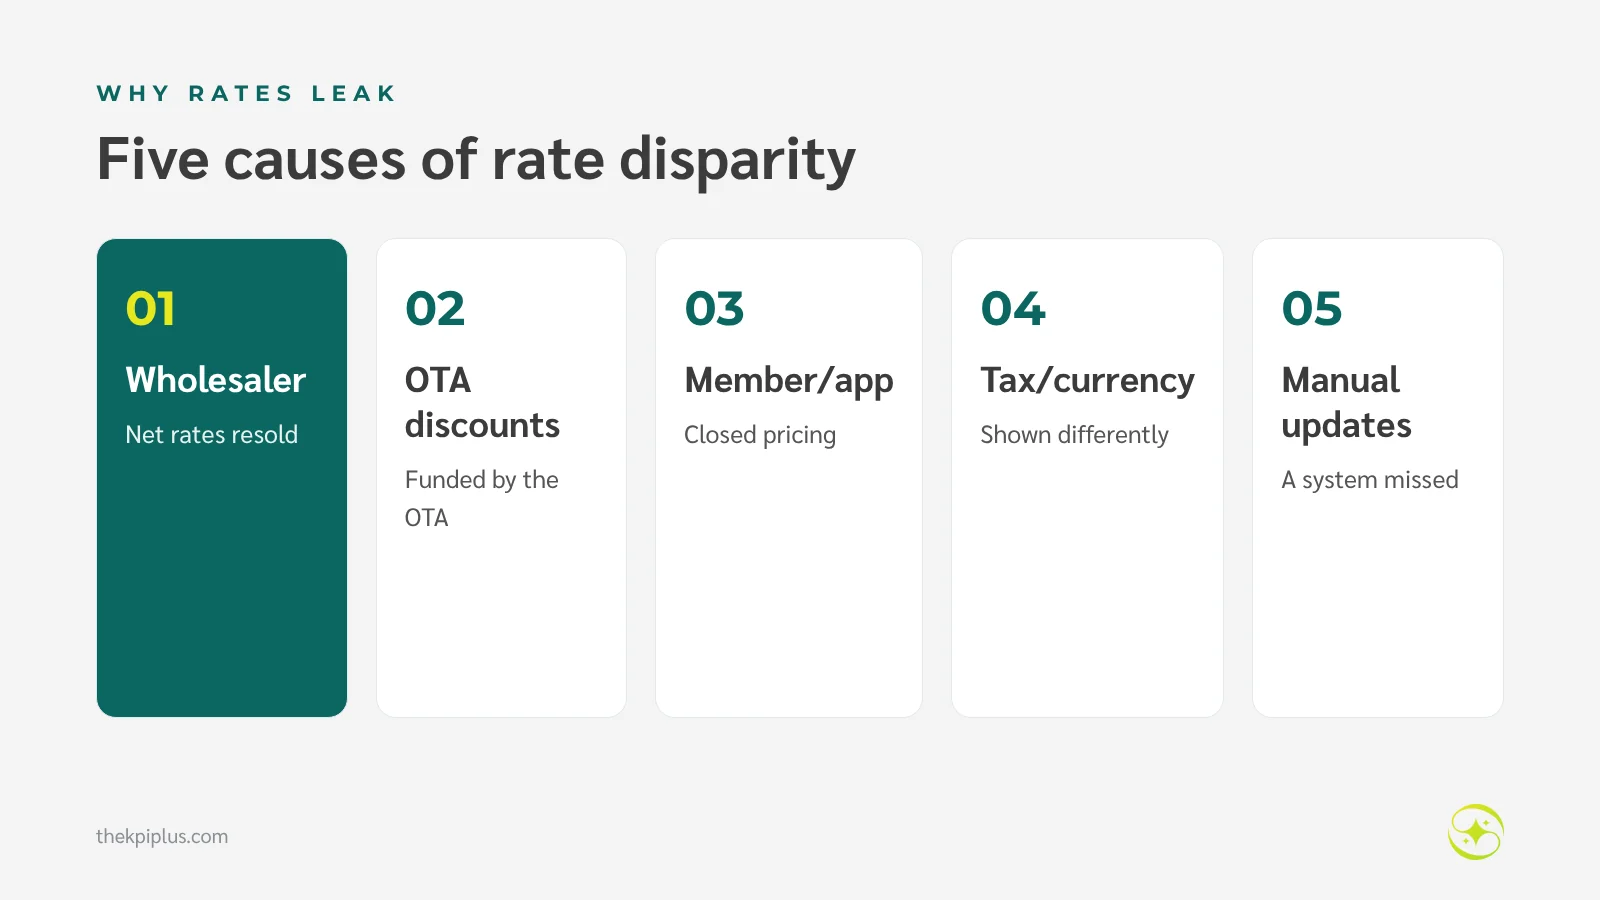 WHY RATES LEAK
Five causes of rate disparity
01
Wholesaler
Net rates resold
02
OTA
discounts
Funded by the
OTA
03
Member/app
Closed pricing
04
Tax/currency
Shown differently
05
Manual
updates
A system missed
thekpiplus.com